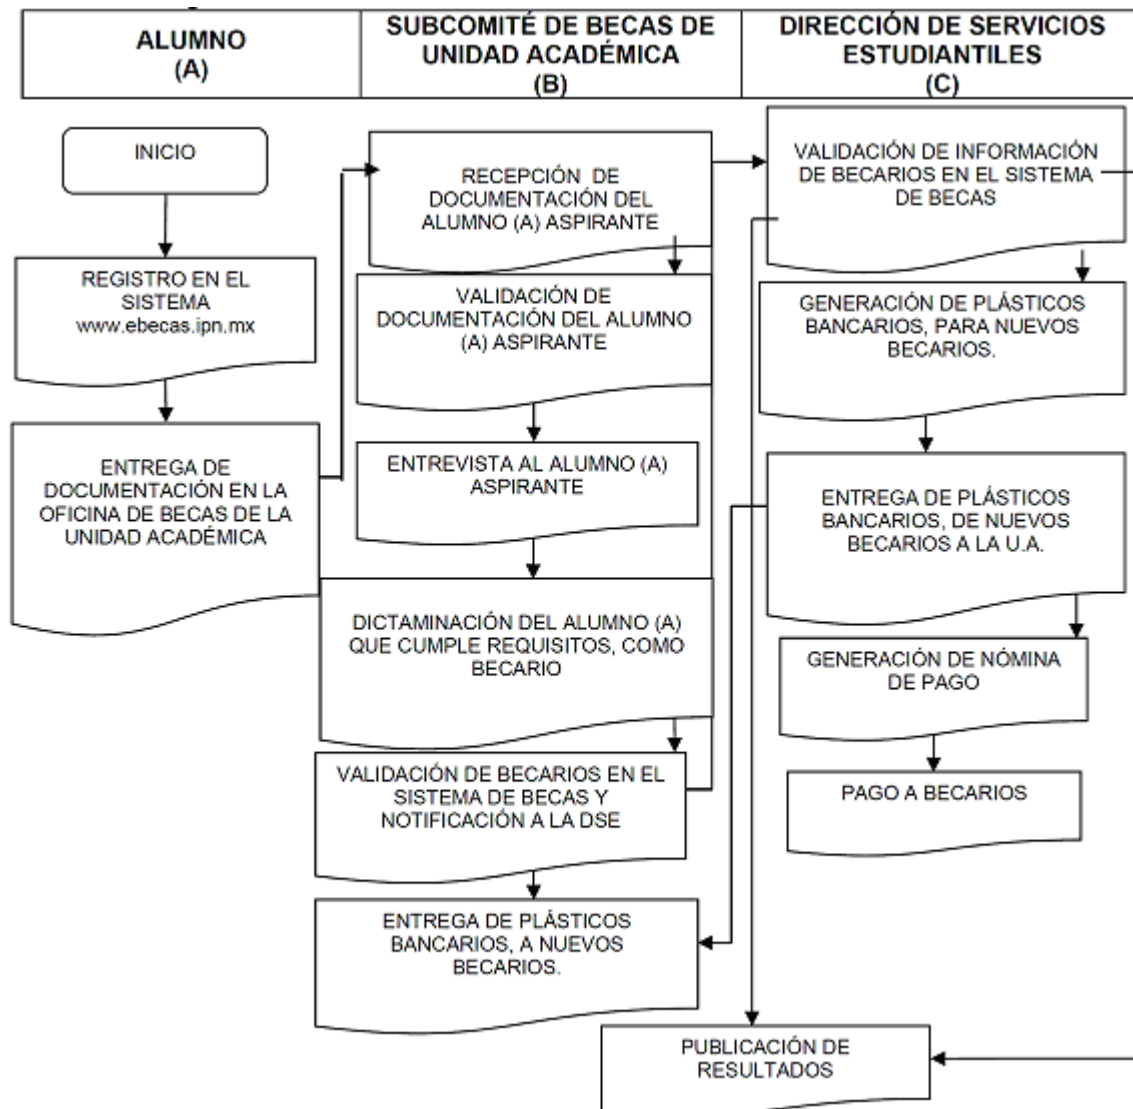 ALUMNO
(A)
SUBCOMITÉ DE BECAS DE
UNIDAD ACADÉMICA
(B)
DIRECCIÓN DE SERVICIOS
ESTUDIANTILES
(C)
INICIO
REGISTRO EN EL
SISTEMA
www.ebecas.ipn.mx
ENTREGA DE
DOCUMENTACIÓN EN LA
OFICINA DE BECAS DE LA
UNIDAD ACADÉMICA
RECEPCIÓN DE
DOCUMENTACIÓN DEL
ALUMNO (A) ASPIRANTE
VALIDACIÓN DE
DOCUMENTACIÓN DEL ALUMNO
(A) ASPIRANTE
ENTREVISTA AL ALUMNO (A)
ASPIRANTE
DICTAMINACIÓN DEL ALUMNO (A)
QUE CUMPLE REQUISITOS, COMO
BECARIO
VALIDACIÓN DE BECARIOS EN EL
SISTEMA DE BECAS Y
NOTIFICACIÓN A LA DSE
ENTREGA DE PLÁSTICOS
BANCARIOS, A NUEVOS
BECARIOS.
VALIDACIÓN DE INFORMACIÓN
DE BECARIOS EN EL SISTEMA
DE BECAS
GENERACIÓN DE PLÁSTICOS
BANCARIOS, PARA NUEVOS
BECARIOS.
ENTREGA DE PLÁSTICOS
BANCARIOS, DE NUEVOS
BECARIOS A LA U.A.
GENERACIÓN DE NÓMINA
DE PAGO
PAGO A BECARIOS
PUBLICACIÓN DE
RESULTADOS